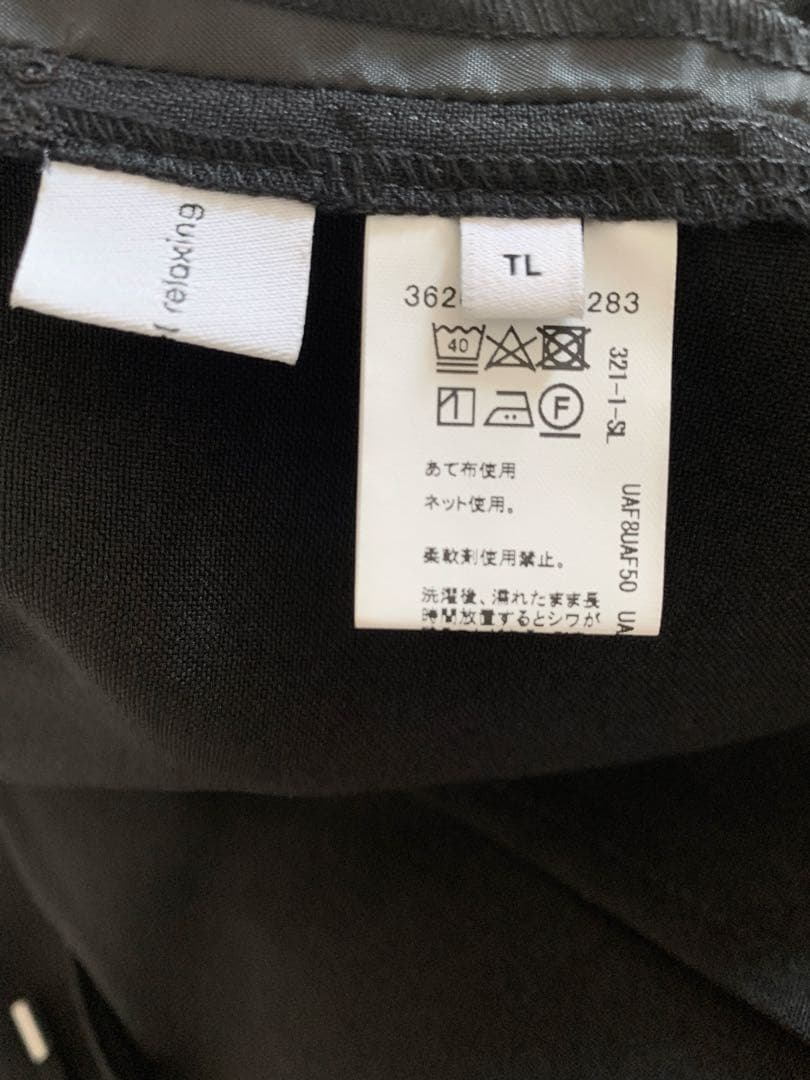 relaxing
TL
362 283
40
F
321-1-SL
あて布使用
ネット使用。
UAF8UAF50 UA
柔軟剤使用禁止。
洗濯後、濡れたまま長
時間放置するとシワが